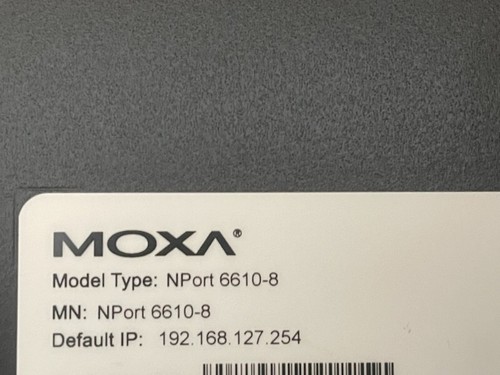 MOXA®
Model Type: NPort 6610-8
MN: NPort 6610-8
Default IP: 192.168.127.254